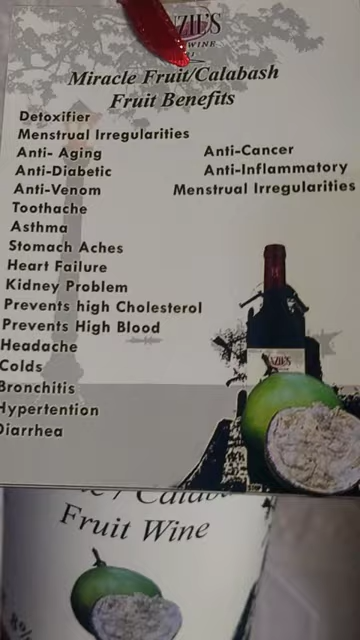 WINE
Miracle Fruit/Calabash
Fruit Benefits
Detoxifier
Menstrual Irregularities
Anti- Aging
Anti-Diabetic
Anti-Venom
Toothache
Asthma
Stomach Aches
Heart Failure
Kidney Problem
Prevents high Cholesterol
Prevents High Blood
Headache
Colds
Bronchitis
Hypertention
Diarrhea
Anti-Cancer
Anti-Inflammatory
Menstrual Irregularities
Fruit Wine